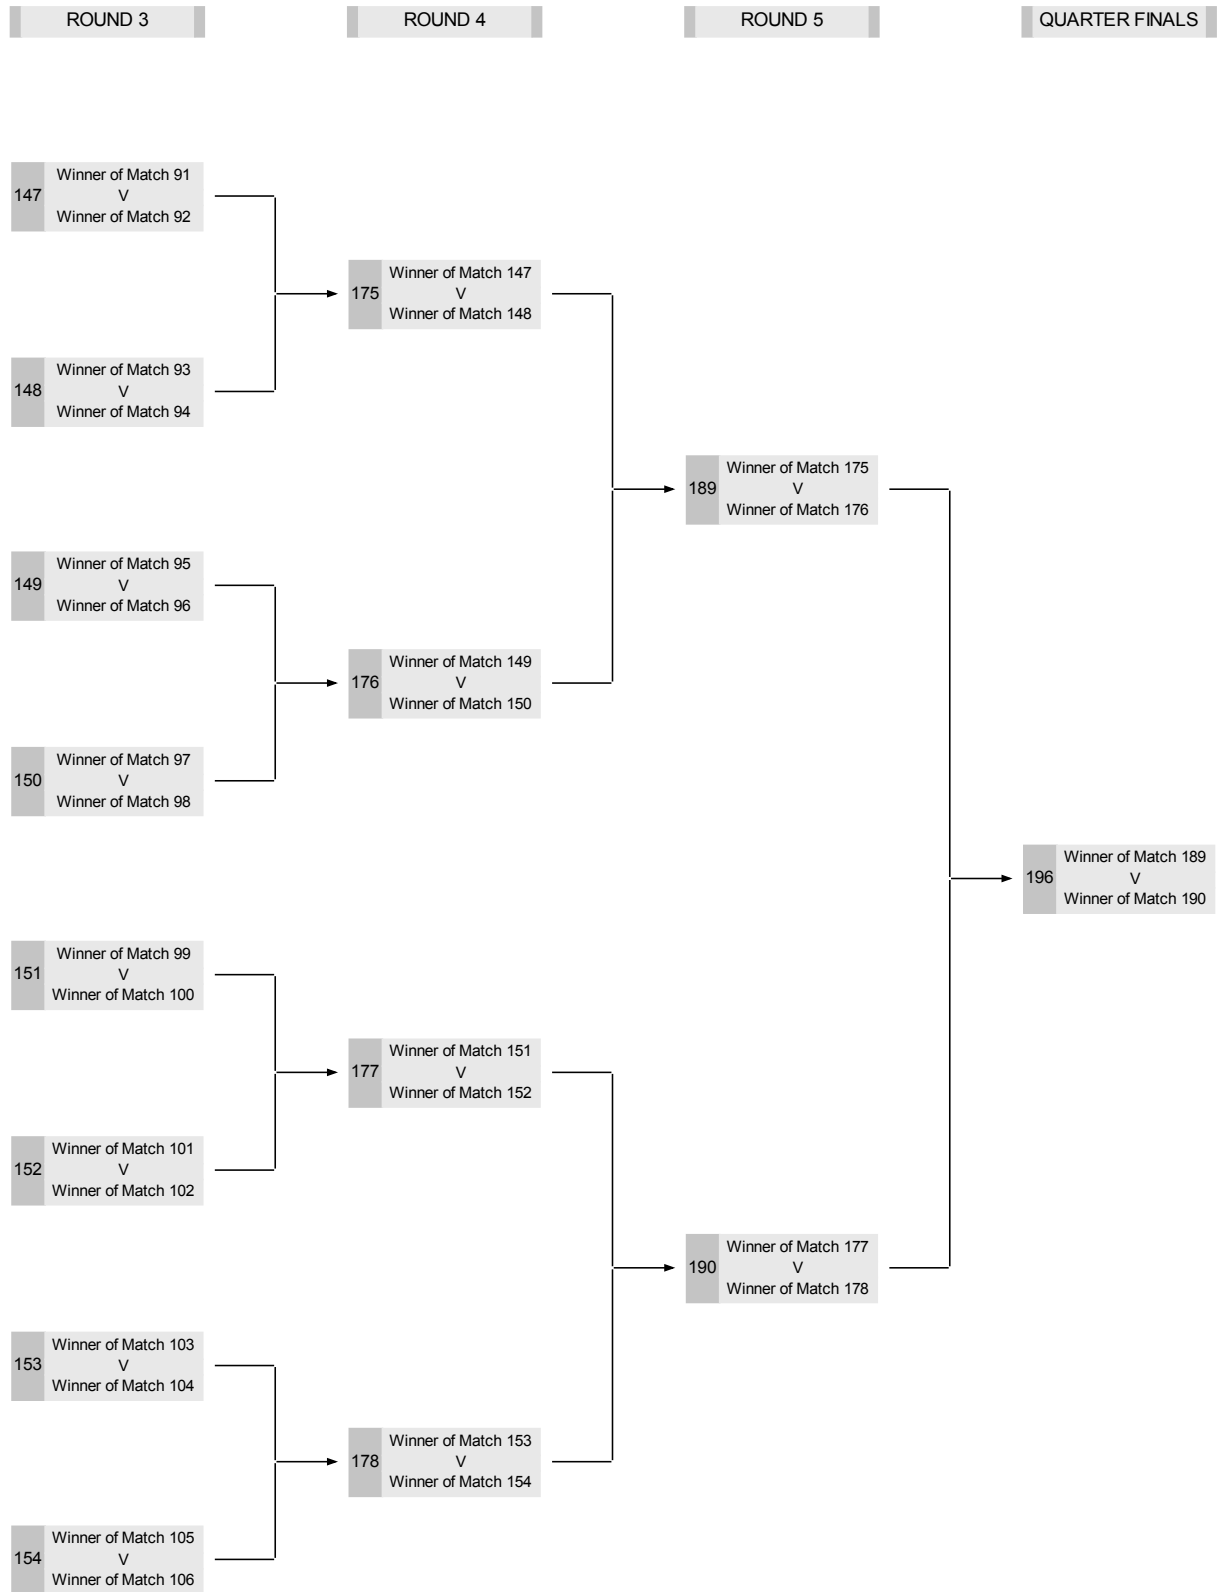 ROUND 3
ROUND 4
ROUND 5
QUARTER FINALS
147
Winner of Match 91
V
Winner of Match 92
148
Winner of Match 93
V
Winner of Match 94
149
Winner of Match 95
V
Winner of Match 96
150
Winner of Match 97
V
Winner of Match 98
151
Winner of Match 99
V
Winner of Match 100
152
Winner of Match 101
V
Winner of Match 102
153
Winner of Match 103
V
Winner of Match 104
154
Winner of Match 105
V
Winner of Match 106
175
Winner of Match 147
V
Winner of Match 148
176
Winner of Match 149
V
Winner of Match 150
177
Winner of Match 151
V
Winner of Match 152
178
Winner of Match 153
V
Winner of Match 154
189
Winner of Match 175
V
Winner of Match 176
190
Winner of Match 177
V
Winner of Match 178
196
Winner of Match 189
V
Winner of Match 190